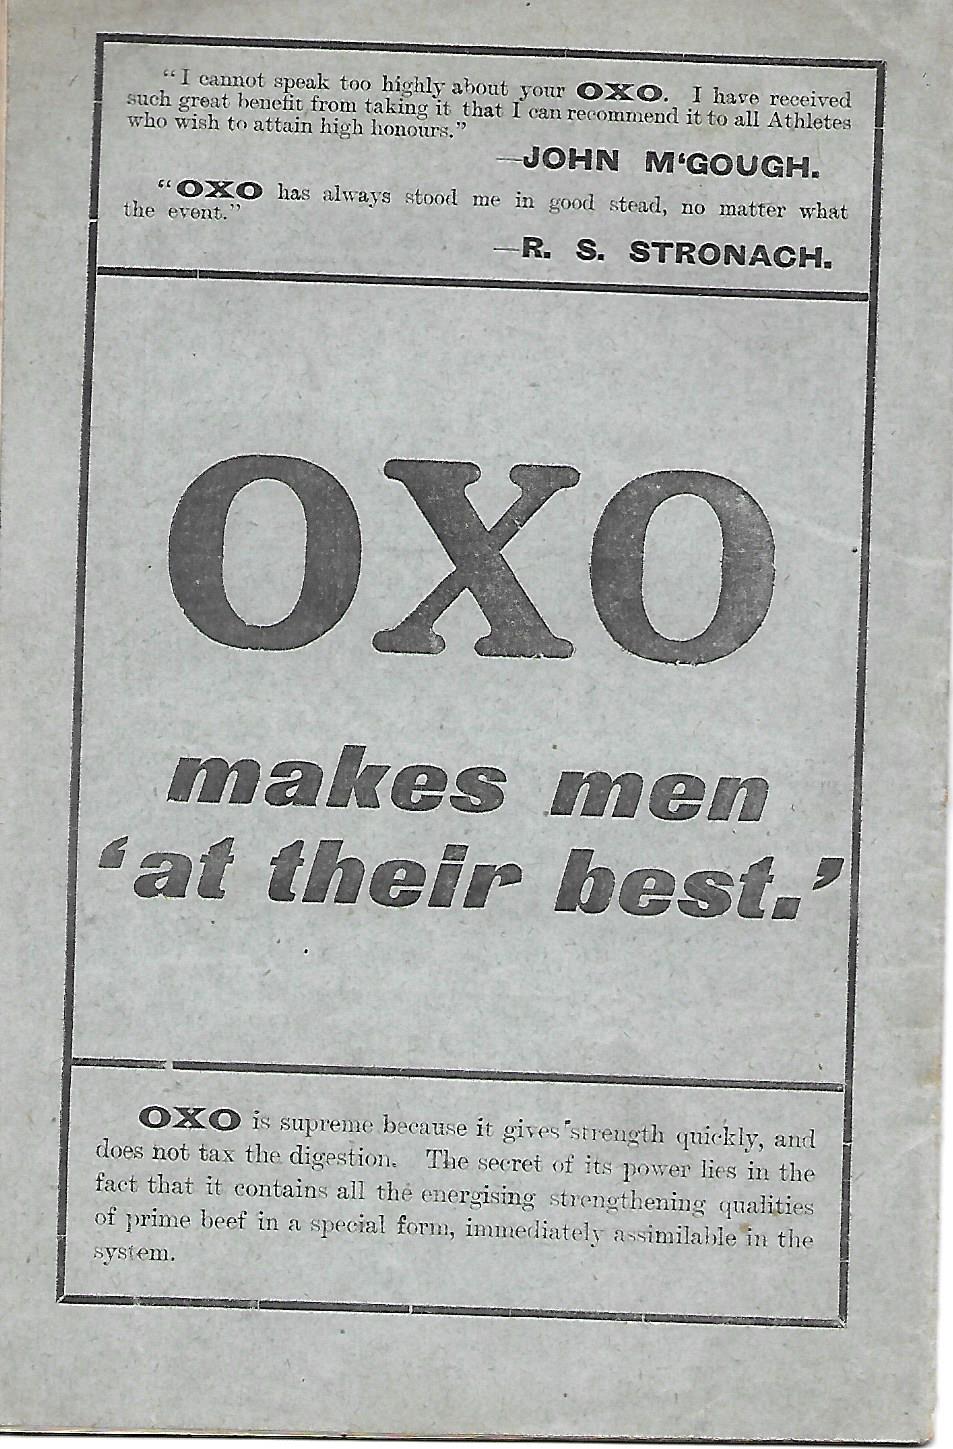 “I cannot speak too highly about your OXO. I have received
such great benefit from taking it that I can recommend it to all Athletes
who wish to attain high honours.”
—JOHN M‘GOUGH.
“OXO has always stood me in good stead, no matter what
the event.”
—R. S. STRONACH.
OXO
makes men
‘at their best.’
OXO is supreme because it gives strength quickly, and
does not tax the digestion. The secret of its power lies in the
fact that it contains all the energising strengthening qualities
of prime beef in a special form, immediately assimilable in the
system.